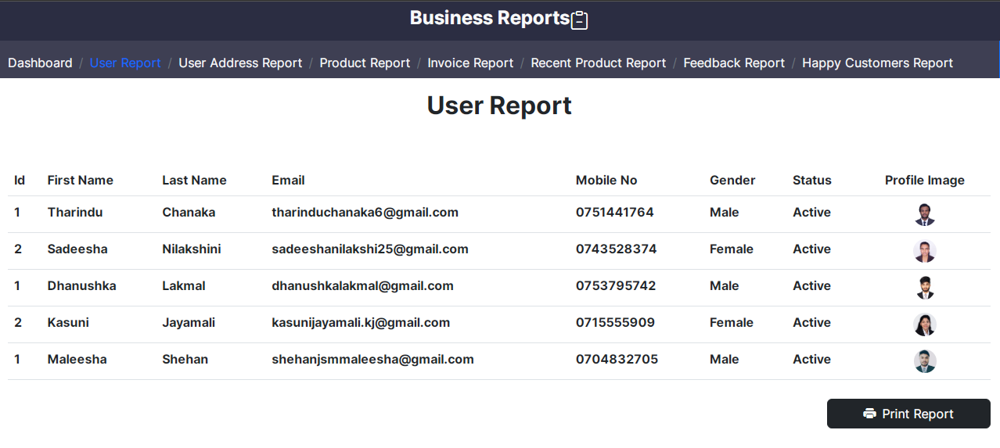 Business Reports
Dashboard / User Report / User Address Report / Product Report / Invoice Report / Recent Product Report / Feedback Report / Happy Customers Report
User Report
Id First Name Last Name Email Mobile No Gender Status Profile Image
1 Tharindu Chanaka tharinduchanaka6@gmail.com 0751441764 Male Active
2 Sadeesha Nilakshini sadeeshanilakshi25@gmail.com 0743528374 Female Active
1 Dhanushka Lakmal dhanushkalakmal@gmail.com 0753795742 Male Active
2 Kasuni Jayamali kasunijayamali.kj@gmail.com 0715555909 Female Active
1 Maleesha Shehan shehanjsmmaleesha@gmail.com 0704832705 Male Active
Print Report